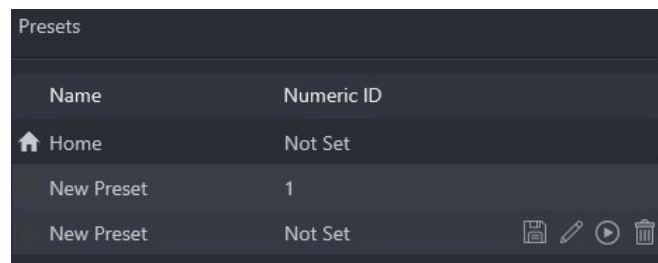 Presets
Name Numeric ID
Home Not Set
New Preset 1
New Preset Not Set